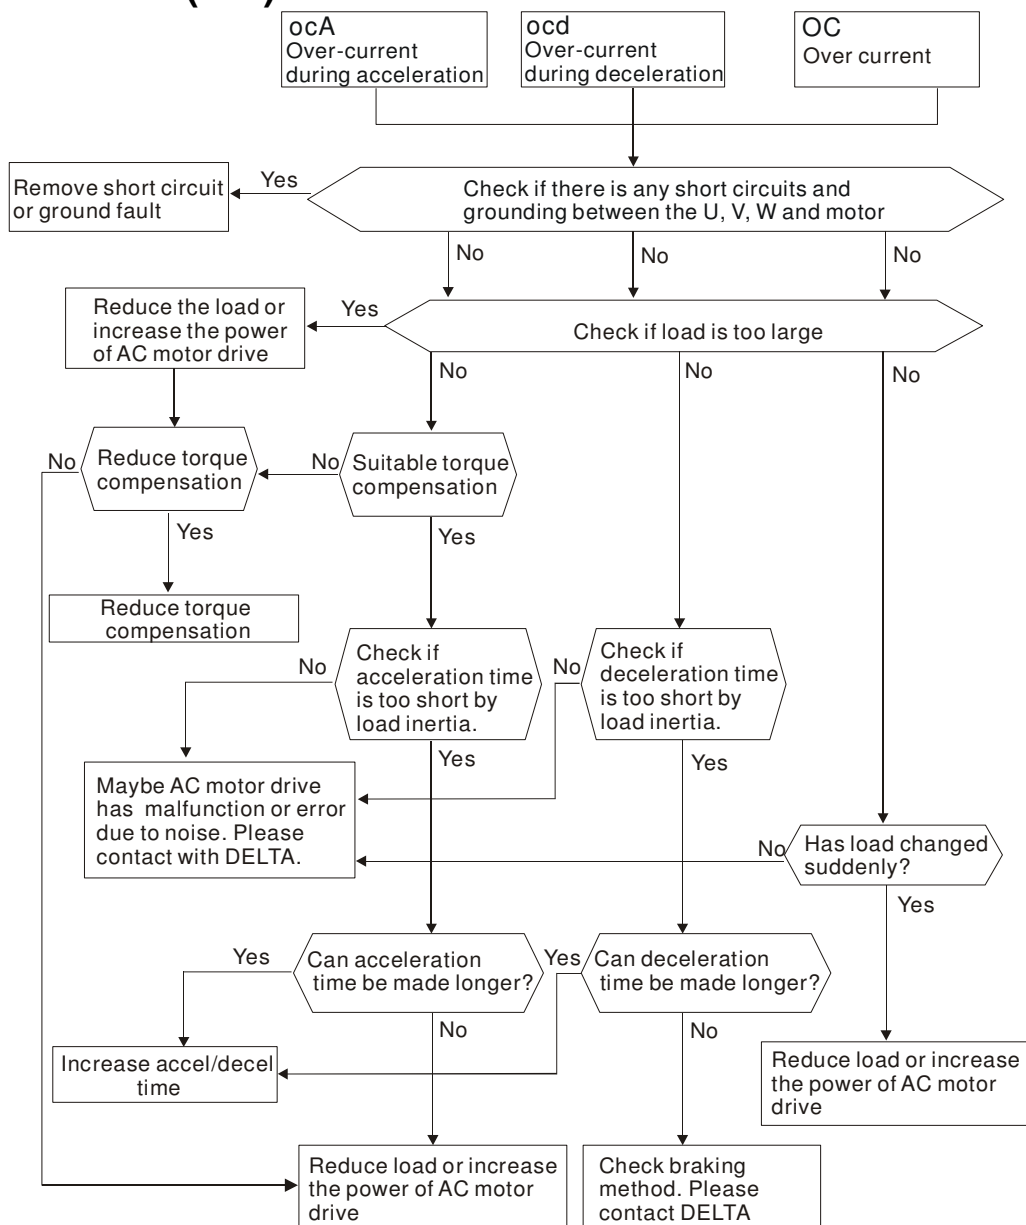 ocA
Over-current
during acceleration
ocd
Over-current
during deceleration
OC
Over current
Yes
Remove short circuit
or ground fault
Check if there is any short circuits and
grounding between the U, V, W and motor
No
No
No
Reduce the load or
increase the power
of AC motor drive
Yes
Check if load is too large
No
No
No
No
Reduce torque
compensation
No
Suitable torque
compensation
Yes
Yes
Reduce torque
compensation
No
Check if
acceleration time
is too short by
load inertia.
No
Check if
deceleration time
is too short by
load inertia.
Yes
Yes
Maybe AC motor drive
has malfunction or error
due to noise. Please
contact with DELTA.
No
Has load changed
suddenly?
Yes
Yes
Can acceleration
time be made longer?
Yes
Can deceleration
time be made longer?
No
No
Increase accel/decel
time
Reduce load or increase
the power of AC motor
drive
Reduce load or increase
the power of AC motor
drive
Check braking
method. Please
contact DELTA